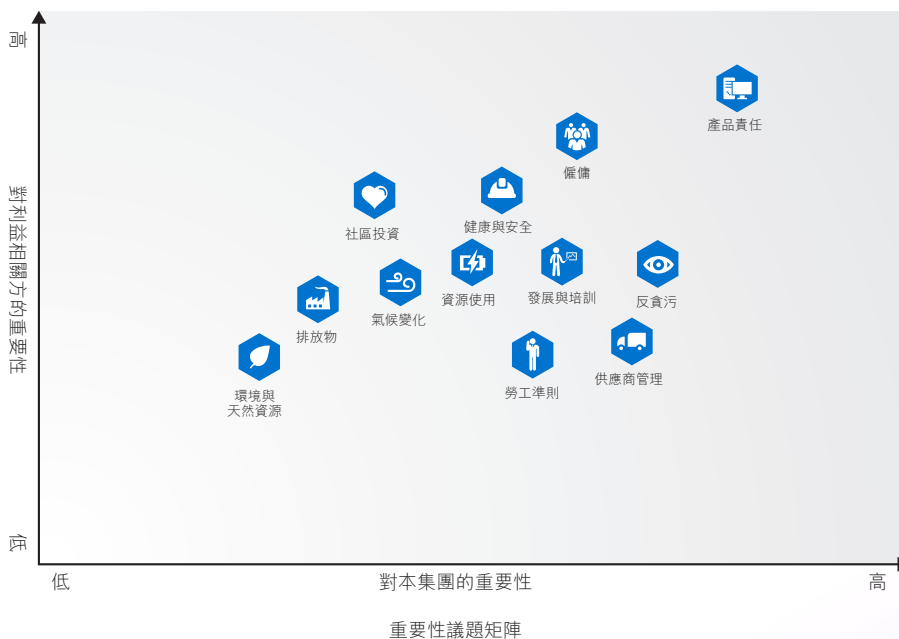 高
產品責任
僱傭
對利益相關方的重要性
健康與安全
社區投資
資源使用
發展與培訓
反貪污
氣候變化
排放物
供應商管理
勞工準則
環境與
天然資源
低
低
對本集團的重要性
高
重要性議題矩陣